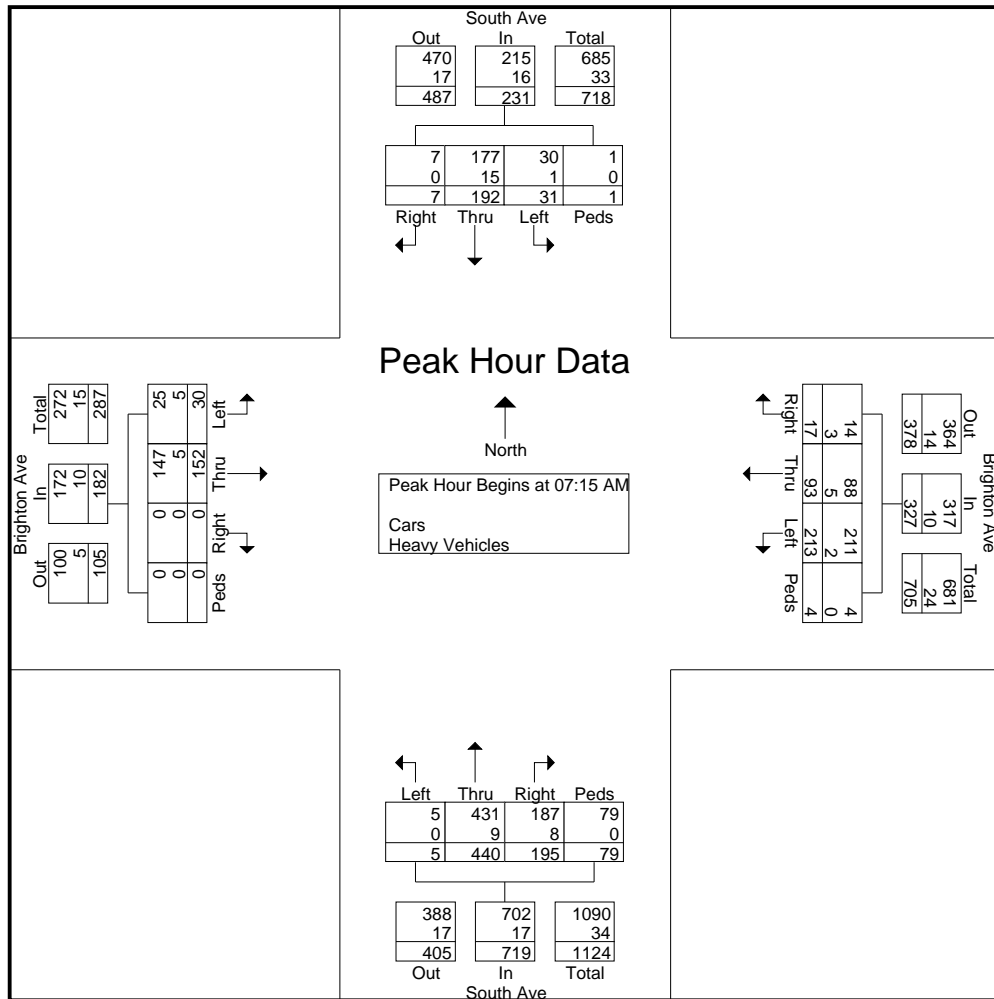 South Ave
Out In Total
470 215 685
17 16 33
487 231 718
7 177 30 1
0 15 1 0
7 192 31 1
Right Thru Left Peds
Peak Hour Data
North
Peak Hour Begins at 07:15 AM
Cars
Heavy Vehicles
Brighton Ave
Out In Total
100 172 272
5 10 15
105 182 287
Peds Right Thru Left
0 0 147 25
0 0 5 5
0 0 152 30
Brighton Ave
Out In Total
364 317 681
14 10 24
378 327 705
14 88 211 4
3 5 2 0
17 93 213 4
Right Thru Left Peds
Left Thru Right Peds
5 431 187 79
0 9 8 0
5 440 195 79
388 702 1090
17 17 34
405 719 1124
Out In Total
South Ave